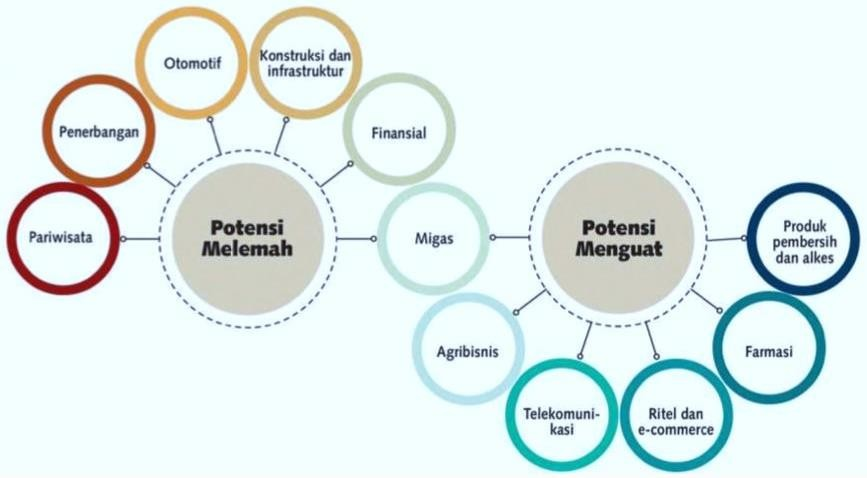 Otomotif
Konstruksi dan
infrastruktur
Penerbangan
Finansial
Pariwisata
Potensi
Melemah
Migas
Potensi
Menguat
Produk
pembersih
dan alkes
Agribisnis
Farmasi
Telekomuni-
kasi
Ritel dan
e-commerce